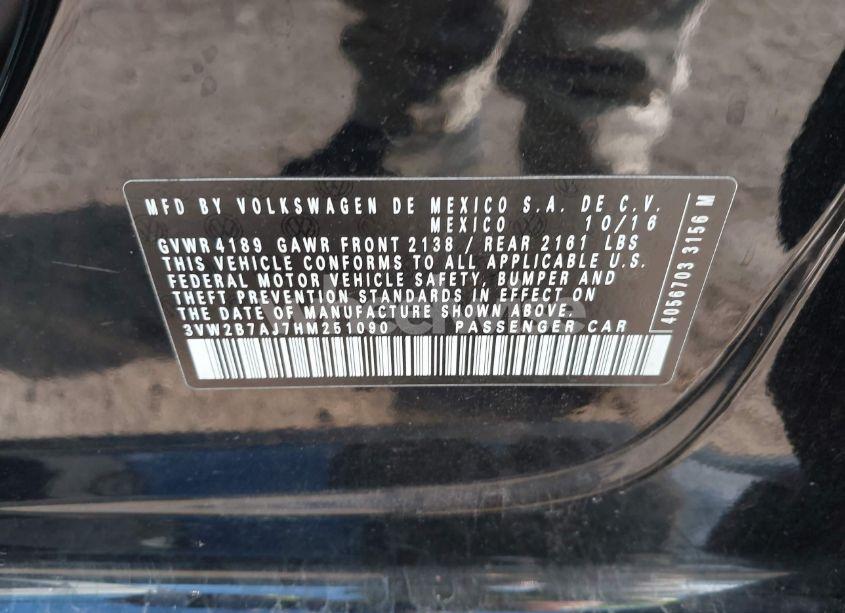 MFD BY VOLKSWAGEN DE MEXICO S.A. DE C.V.
MEXICO 10/16
GVWR 4189 GAWR FRONT 2138 / REAR 2161 LBS
THIS VEHICLE CONFORMS TO ALL APPLICABLE U.S.
FEDERAL MOTOR VEHICLE SAFETY, BUMPER AND
THEFT PREVENTION STANDARDS IN EFFECT ON
THE DATE OF MANUFACTURE SHOWN ABOVE.
3VW2B7AJ7HM251090 PASSENGER CAR
4056703 3156 M